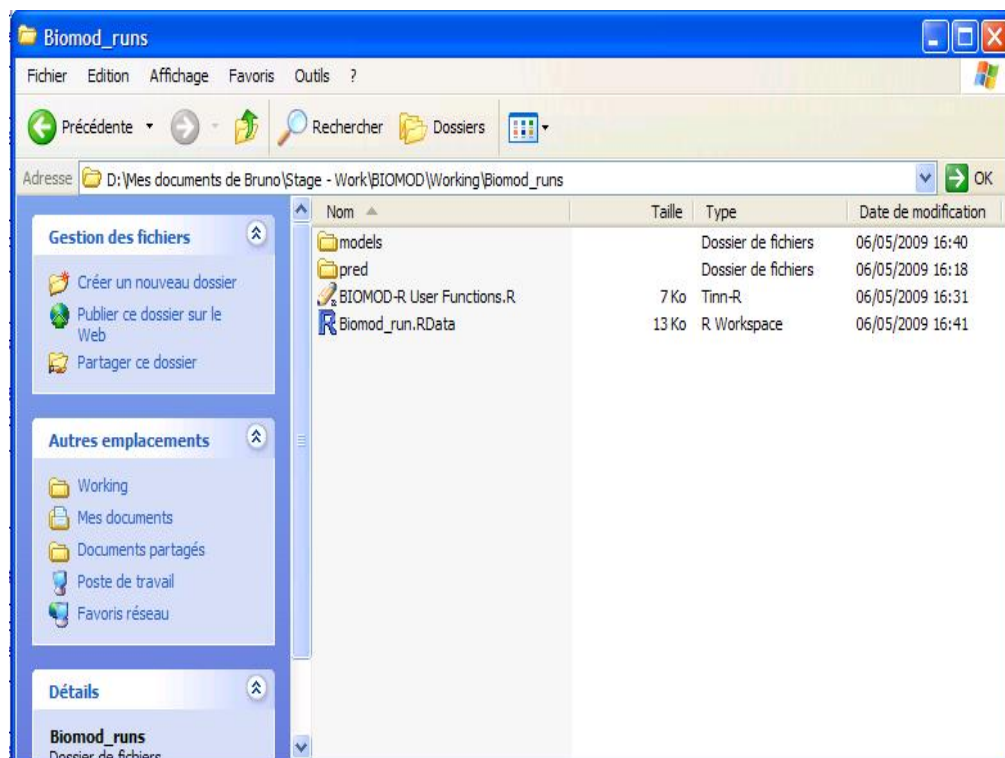 Biomod_runs
Fichier Edition Affichage Favoris Outils ?
Précédente Rechercher Dossiers
Adresse D:\Mes documents de Bruno\Stage - Work\BIOMOD\Working\Biomod_runs OK
Gestion des fichiers
Créer un nouveau dossier
Publier ce dossier sur le
Web
Partager ce dossier
Autres emplacements
Working
Mes documents
Documents partagés
Poste de travail
Favoris réseau
Détails
Biomod_runs
Dossier de fichiers
Nom Taille Type Date de modification
models Dossier de fichiers 06/05/2009 16:40
pred Dossier de fichiers 06/05/2009 16:18
BIOMOD-R User Functions.R 7 Ko Tinn-R 06/05/2009 16:31
Biomod_run.RData 13 Ko R Workspace 06/05/2009 16:41